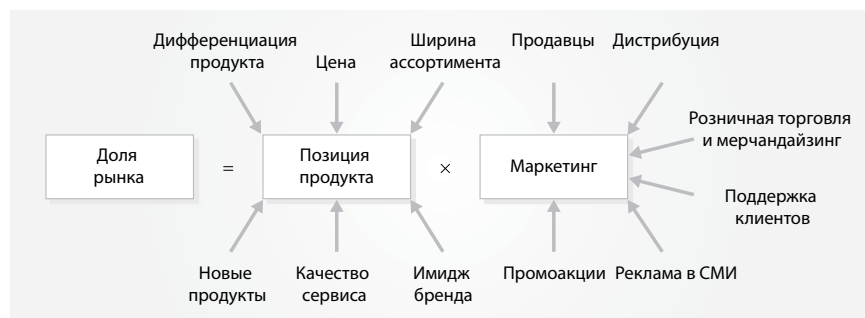 Дифференциация
продукта
Цена
Ширина
ассортимента
Продавцы
Дистрибуция
Розничная торговля
и мерчандайзинг
Доля
рынка
=
Позиция
продукта
×
Маркетинг
Поддержка
клиентов
Новые
продукты
Качество
сервиса
Имидж
бренда
Промоакции
Реклама в СМИ